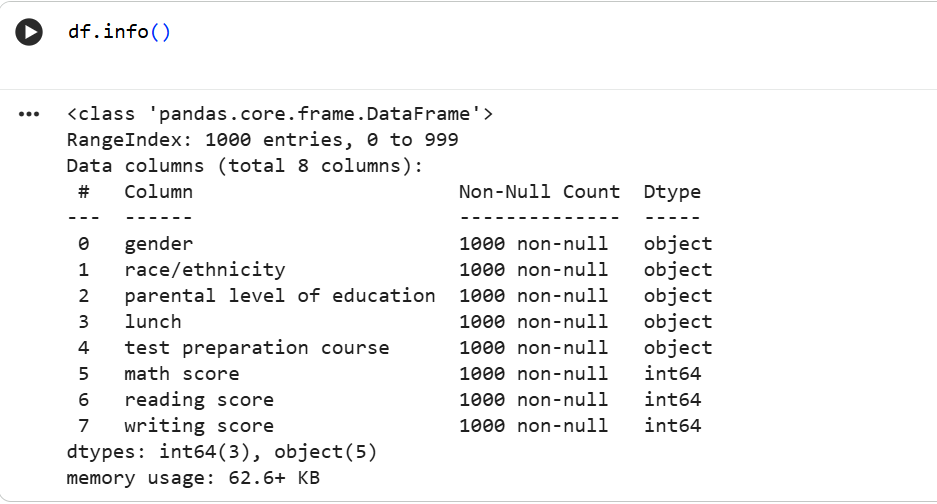 df.info()
<class 'pandas.core.frame.DataFrame'>
RangeIndex: 1000 entries, 0 to 999
Data columns (total 8 columns):
 #   Column                       Non-Null Count  Dtype
---  ------                       --------------  -----
 0   gender                       1000 non-null   object
 1   race/ethnicity               1000 non-null   object
 2   parental level of education  1000 non-null   object
 3   lunch                        1000 non-null   object
 4   test preparation course      1000 non-null   object
 5   math score                   1000 non-null   int64
 6   reading score                1000 non-null   int64
 7   writing score                1000 non-null   int64
dtypes: int64(3), object(5)
memory usage: 62.6+ KB